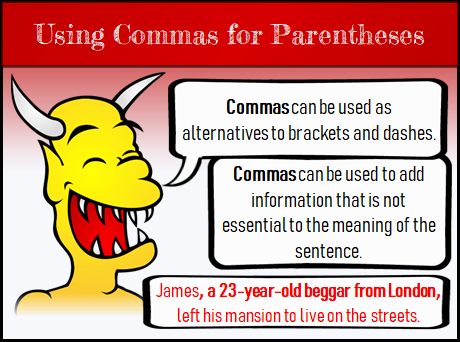 Using Commas for Parentheses
Commas can be used as
alternatives to brackets and dashes.
Commas can be used to add
information that is not
essential to the meaning of the
sentence.
James, a 23-year-old beggar from London,
left his mansion to live on the streets.